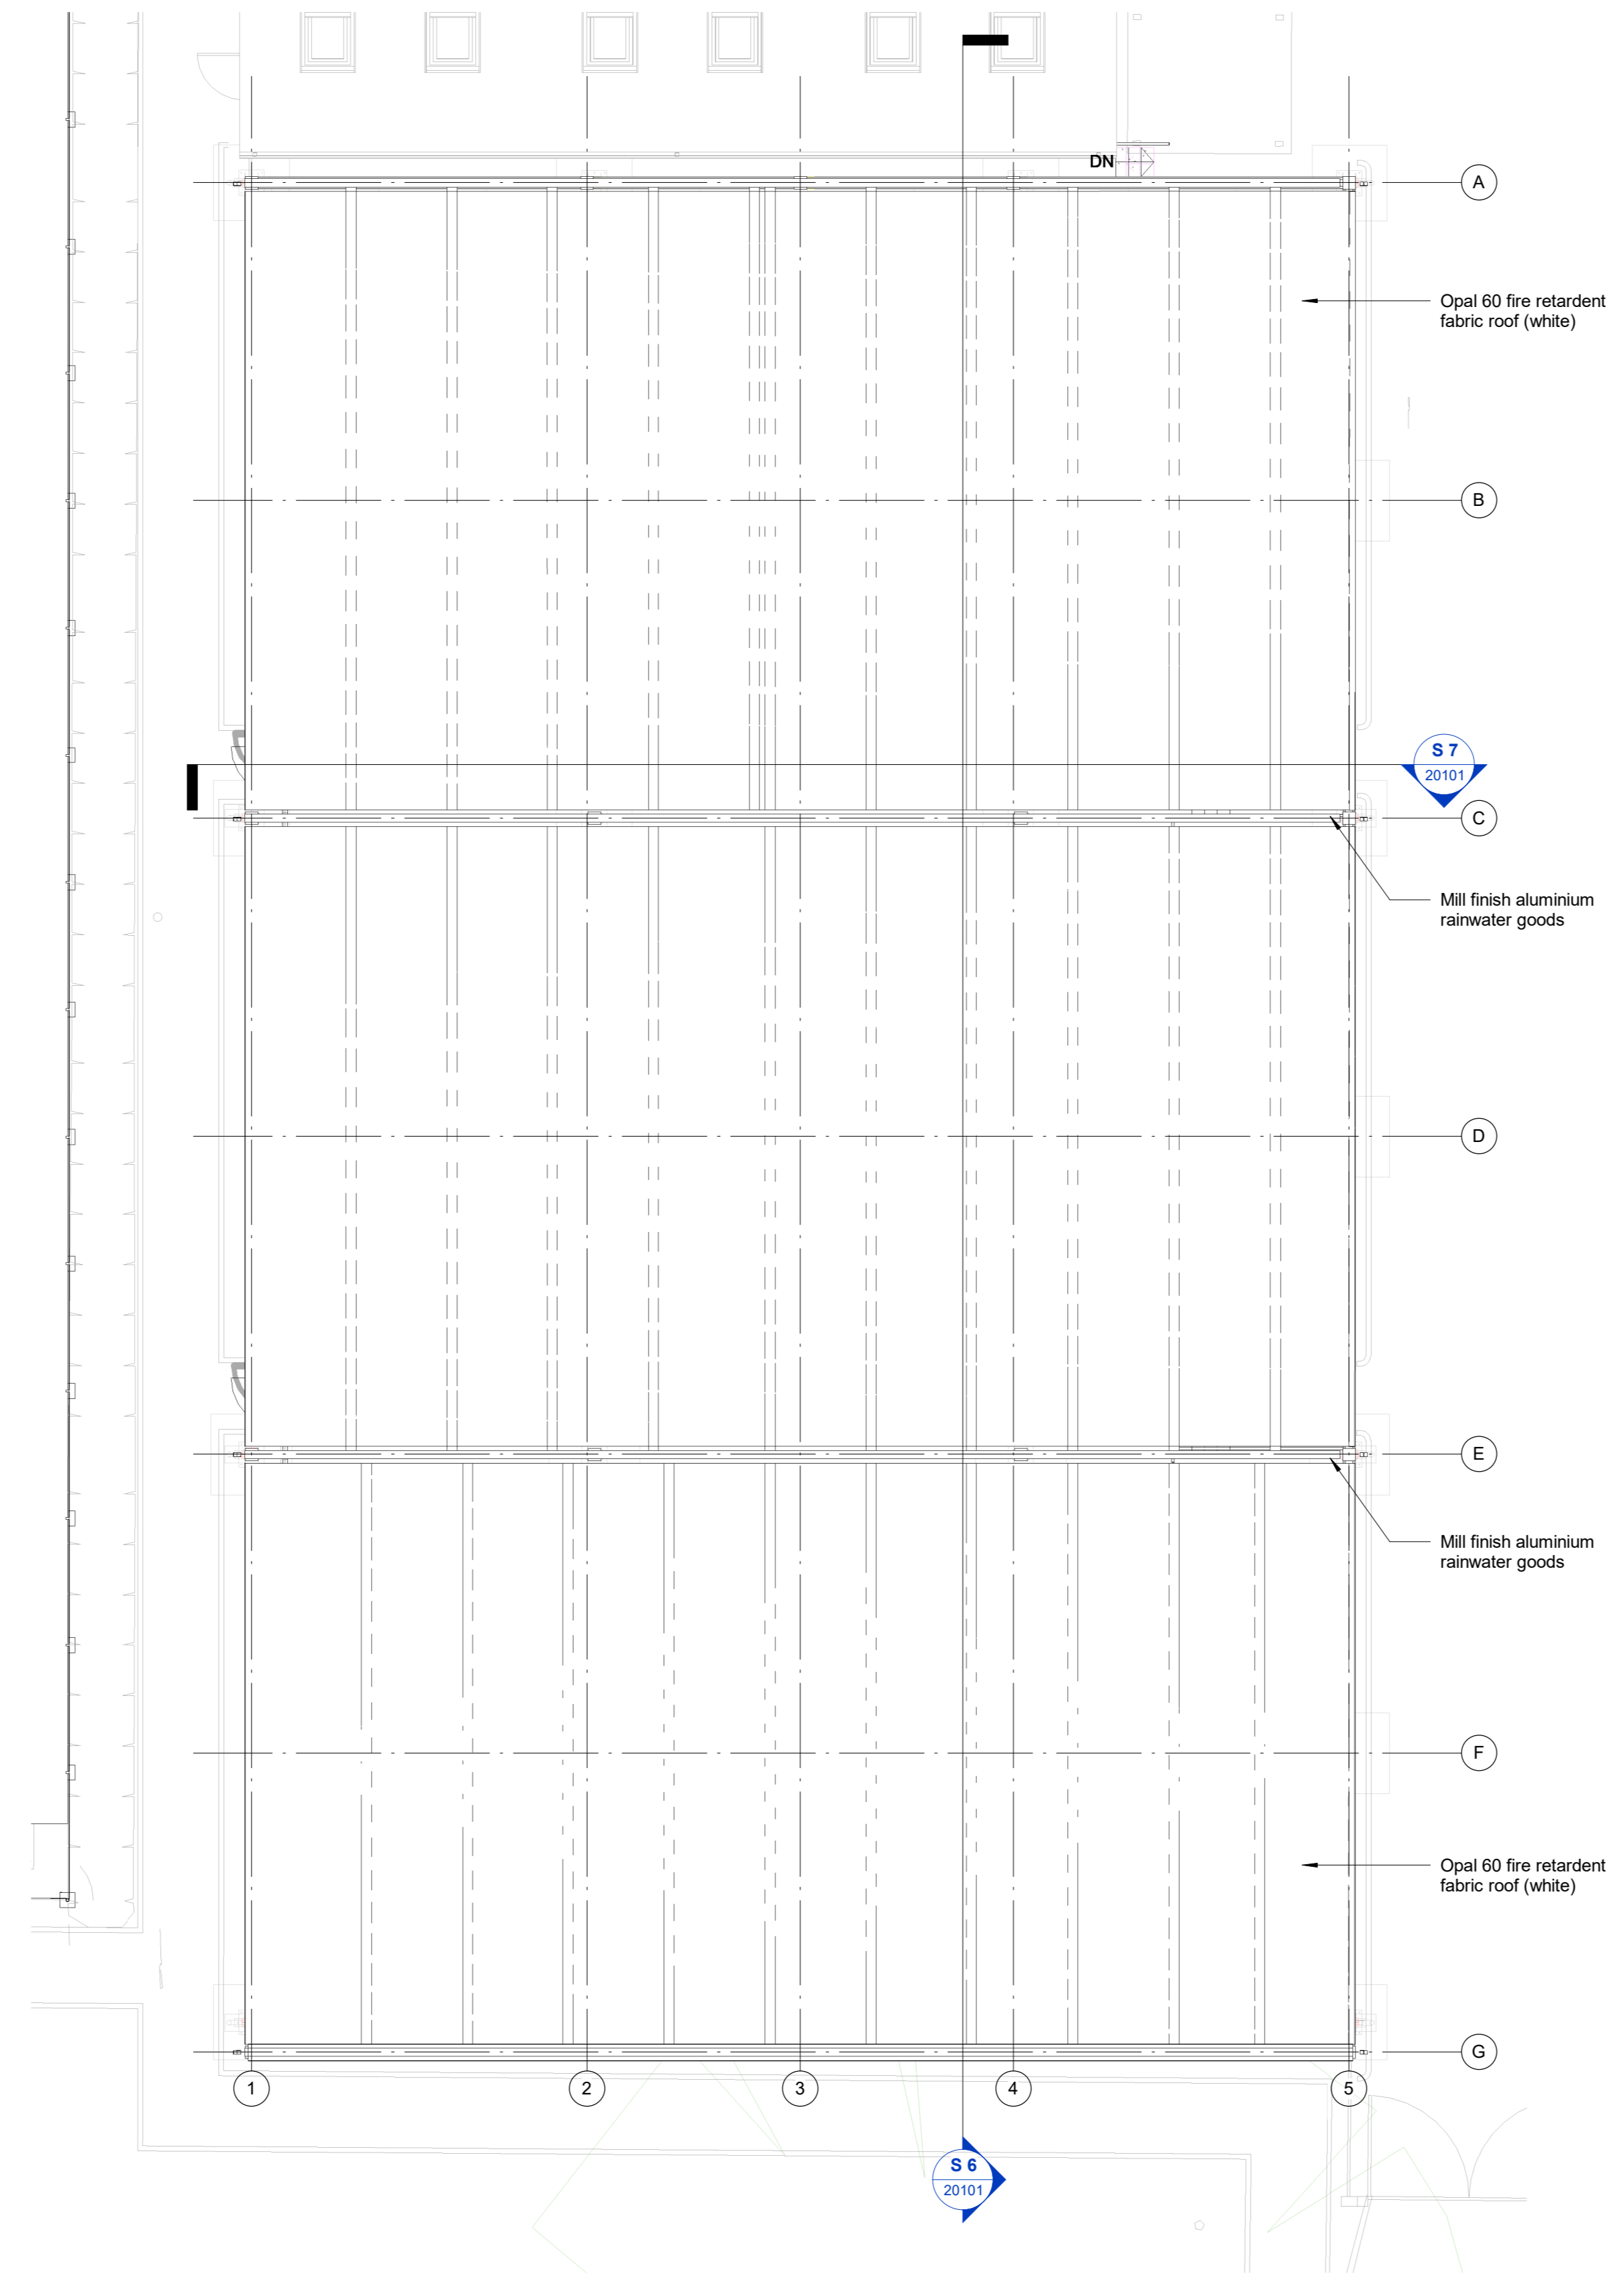 DN
A
Opal 60 fire retardent
fabric roof (white)
B
S 7
20101
C
Mill finish aluminium
rainwater goods
D
E
Mill finish aluminium
rainwater goods
F
Opal 60 fire retardent
fabric roof (white)
G
1
2
3
4
5
S 6
20101